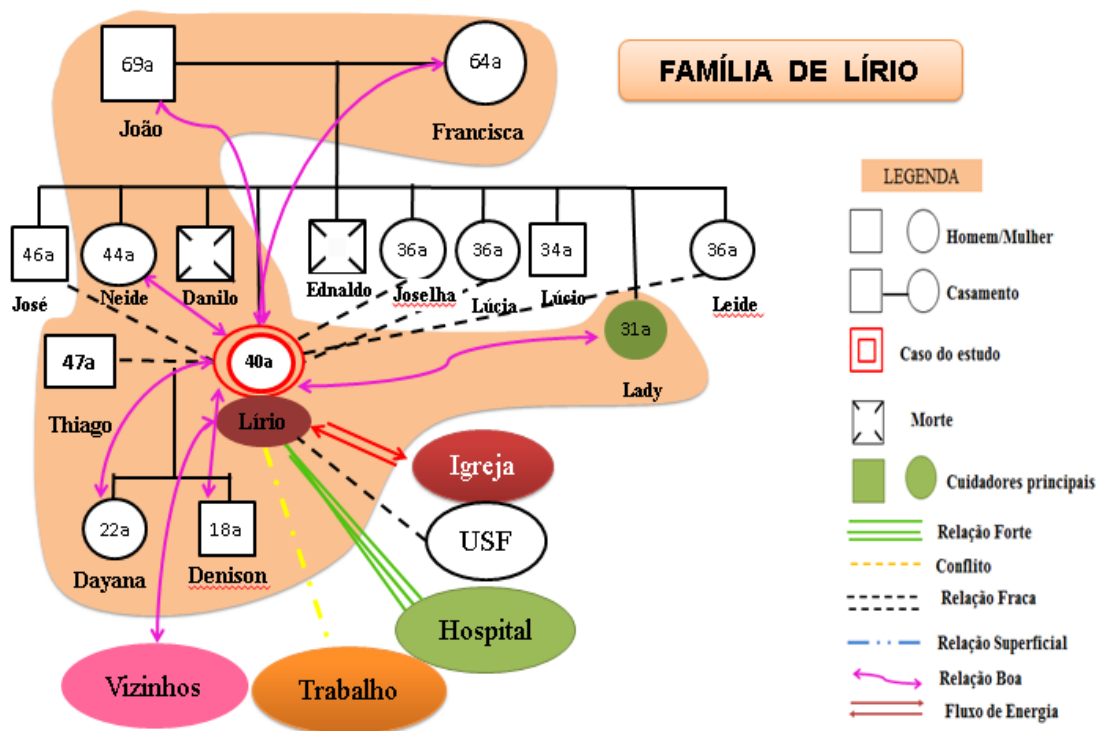 FAMÍLIA DE LÍRIO
69a
64a
João
Francisca
46a
44a
36a
36a
34a
36a
José
Neide
Danilo
Ednaldo
Joselha
Lúcia
Lúcio
Leide
47a
40a
31a
Thiago
Lírio
Lady
22a
18a
Dayana
Denison
Igreja
USF
Hospital
Trabalho
Vizinhos
LEGENDA
Homem/Mulher
Casamento
Caso do estudo
Morte
Cuidadores principais
Relação Forte
Conflito
Relação Fraca
Relação Superficial
Relação Boa
Fluxo de Energia